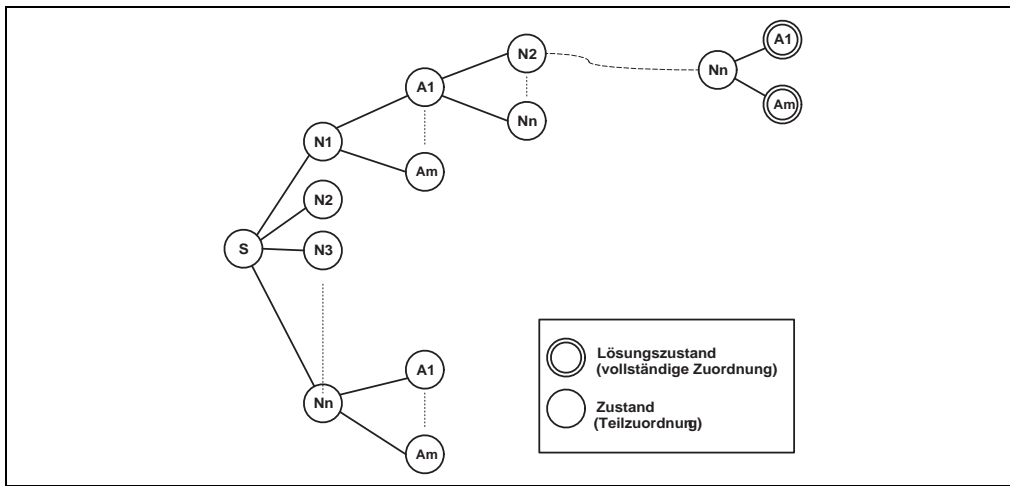 A1
N2
Nn
A1
Am
Nn
N1
Am
N2
S
N3
Lösungszustand
(vollständige Zuordnung)
A1
Nn
Zustand
(Teilzuordnung)
Am